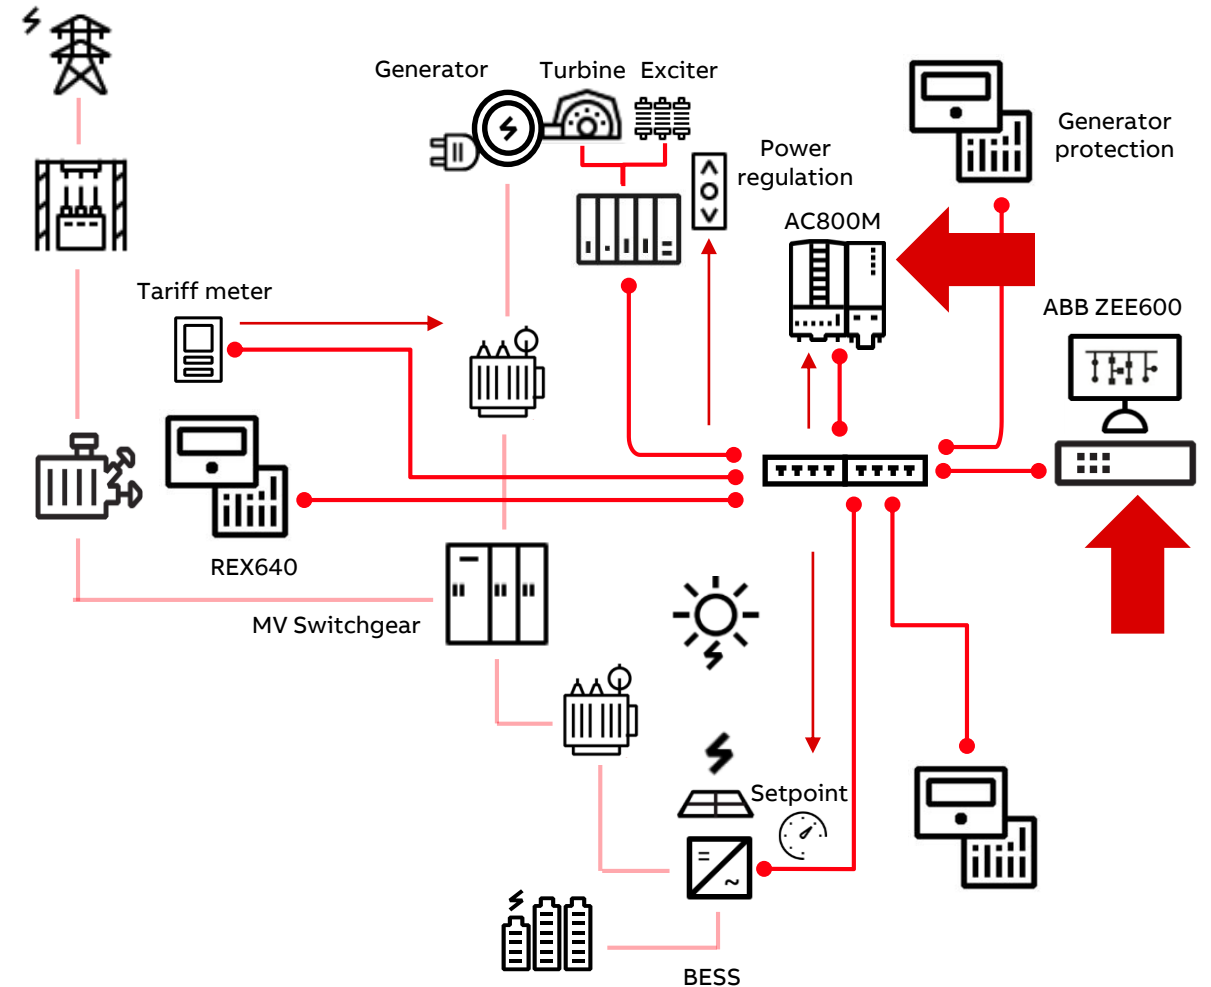 Generator
Turbine
Exciter
Power
regulation
Generator
protection
AC800M
Tariff meter
ABB ZEE600
REX640
MV Switchgear
Setpoint
BESS